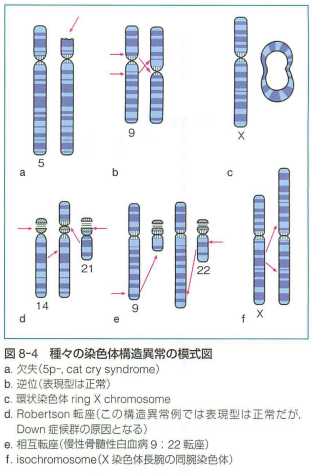 5
a
9
b
X
c
14
21
d
9
22
e
X
f
図 8-4 種々の染色体構造異常の模式図
a. 欠失(5p-, cat cry syndrome)
b. 逆位(表現型は正常)
c. 環状染色体 ring X chromosome
d. Robertson 転座(この構造異常例では表現型は正常だが,
Down 症候群の原因となる)
e. 相互転座(慢性骨髄性白血病 9;22 転座)
f. isochromosome(X 染色体長腕の同腕染色体)